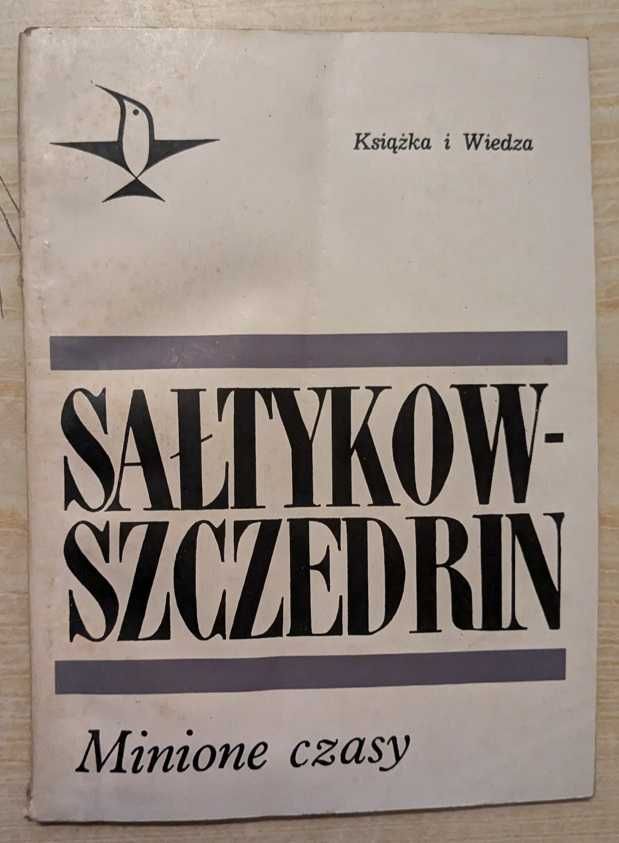 Książka i Wiedza
SAŁTYKOW-
SZCZEDRIN
Minione czasy